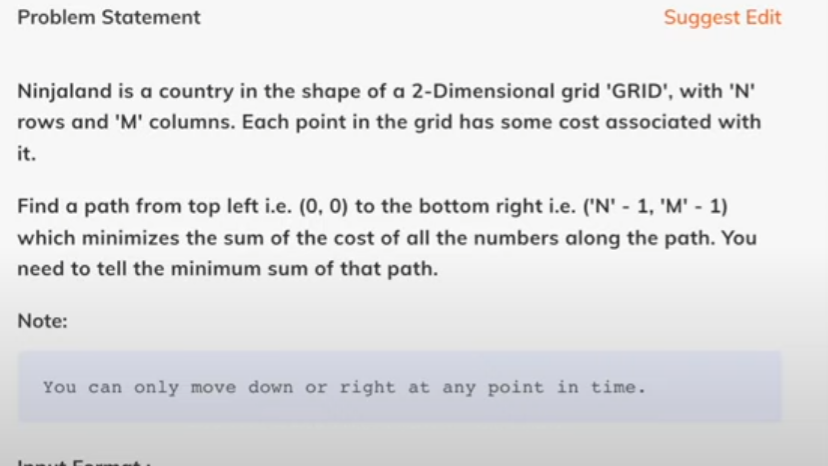 Problem Statement
Suggest Edit
Ninjaland is a country in the shape of a 2-Dimensional grid 'GRID', with 'N'
rows and 'M' columns. Each point in the grid has some cost associated with
it.
Find a path from top left i.e. (0, 0) to the bottom right i.e. ('N' - 1, 'M' - 1)
which minimizes the sum of the cost of all the numbers along the path. You
need to tell the minimum sum of that path.
Note:
You can only move down or right at any point in time.
Input Format :